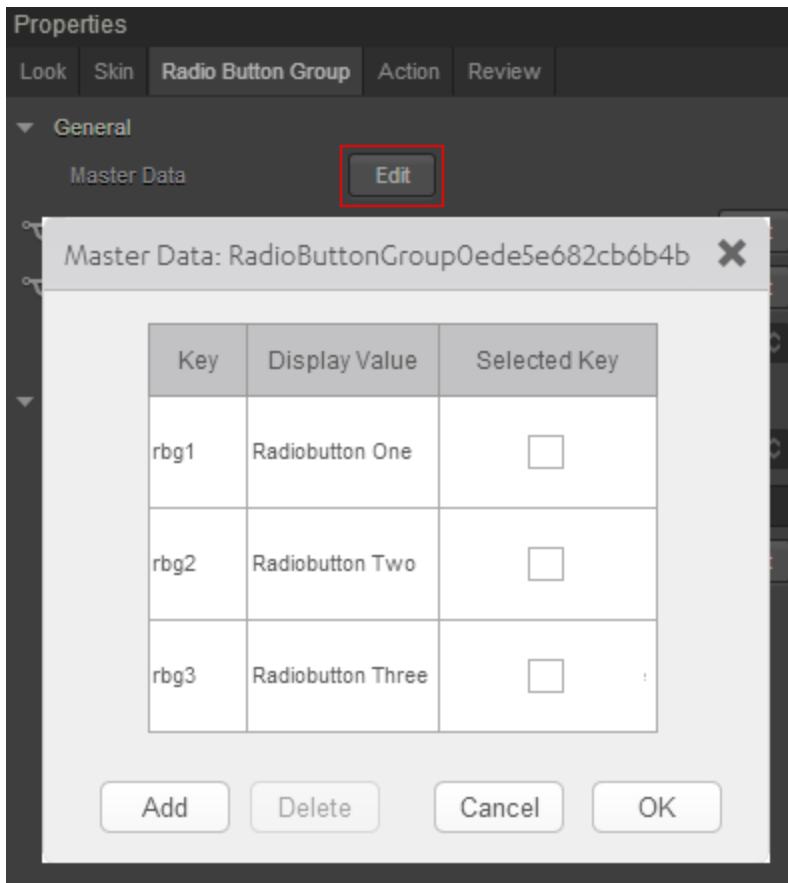 Properties
Look Skin Radio Button Group Action Review
General
Master Data Edit
Master Data: RadioButtonGroup0ede5e682cb6b4b
Key Display Value Selected Key
rbg1 Radiobutton One
rbg2 Radiobutton Two
rbg3 Radiobutton Three
Add Delete Cancel OK